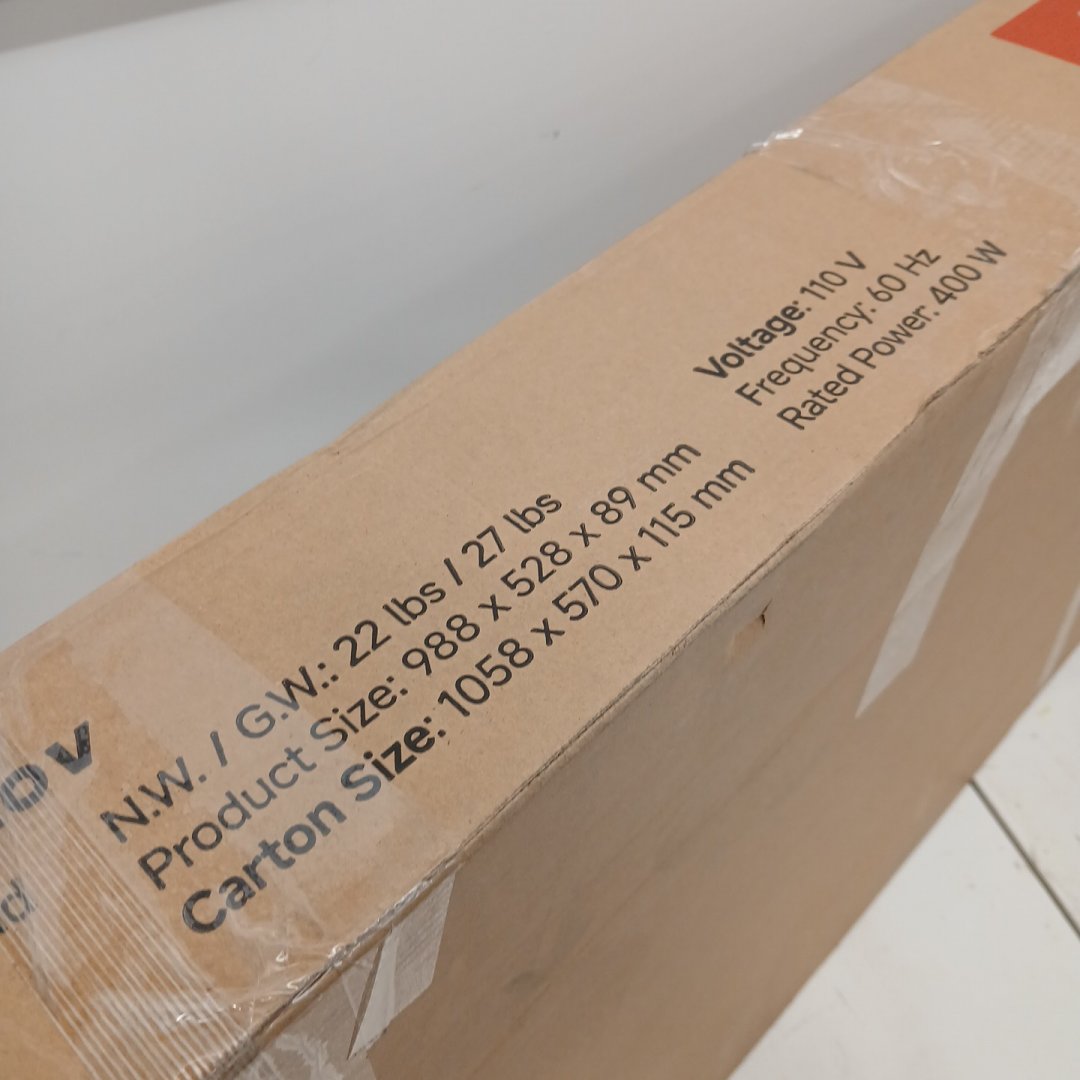 N.W. / G.W.: 22 lbs / 27 lbs
Product Size: 988 x 528 x 89 mm
Carton Size: 1058 x 570 x 115 mm
Voltage: 110 V
Frequency: 60 Hz
Rated Power: 400 W